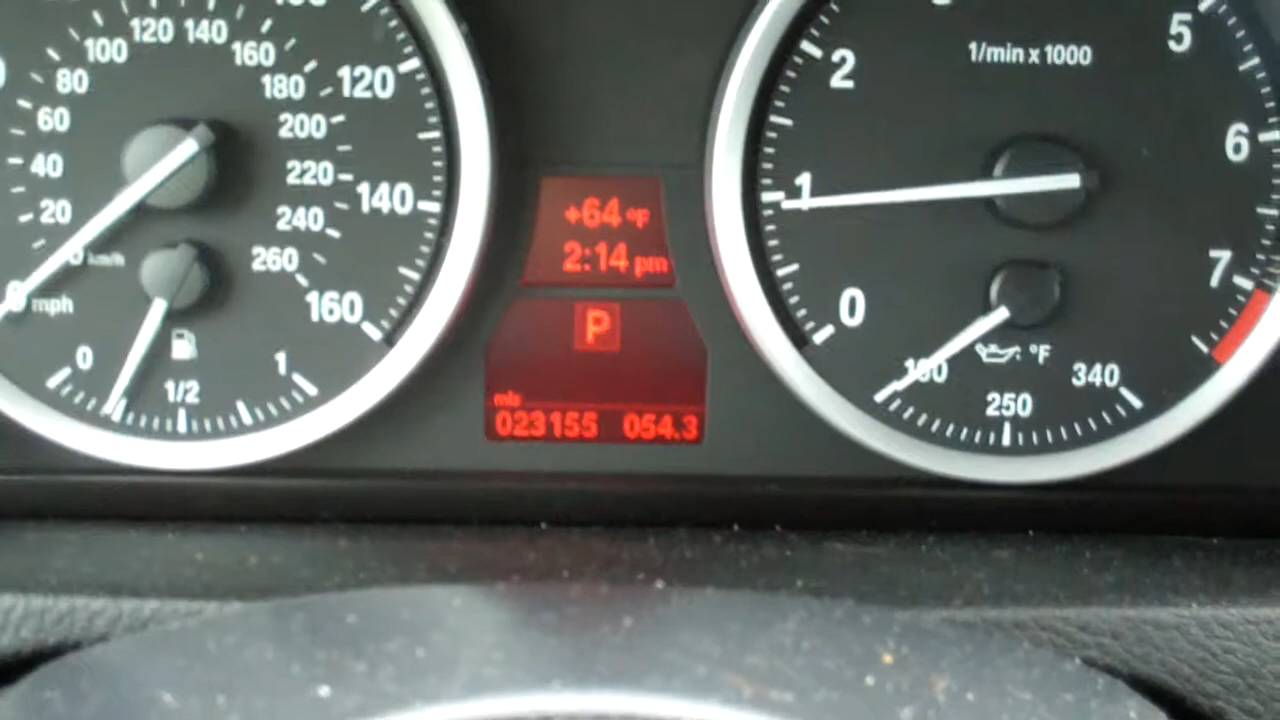 120 140
100 160
80 180 120
60 200
40 220 140
20 240
0 km/h 260
0 mph 160
0 1/2 1
+64 °F
2:14 pm
P
mls
023155 054.3
1/min x 1000
5
2
6
1
7
0
°F
340
250